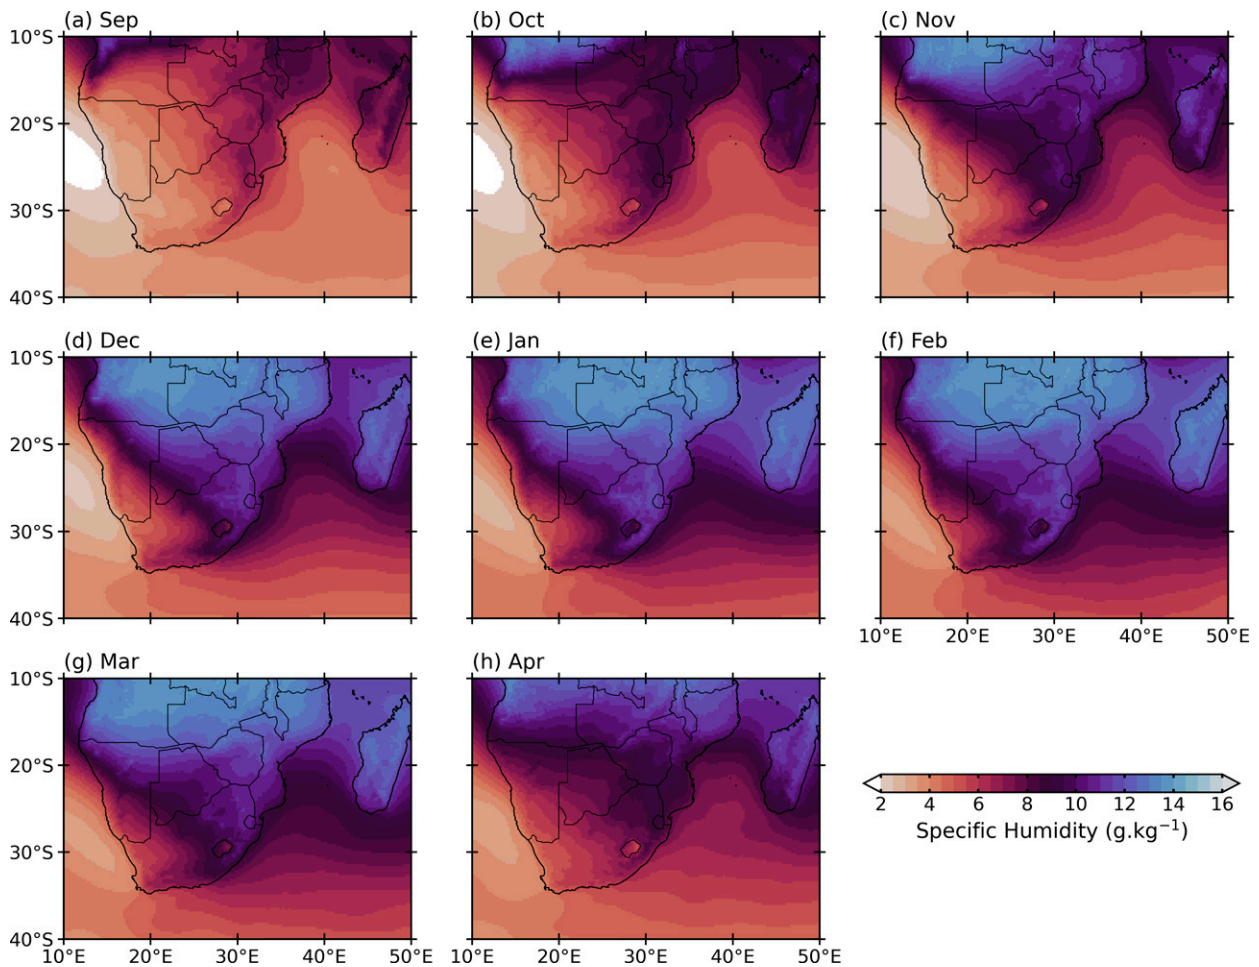 (a) Sep (b) Oct (c) Nov
10°S
20°S
30°S
40°S
(d) Dec (e) Jan (f) Feb
10°S
20°S
30°S
40°S
10°E 20°E 30°E 40°E 50°E
(g) Mar (h) Apr
10°S
20°S
30°S
40°S
2 4 6 8 10 12 14 16
Specific Humidity (g.kg⁻¹)
10°E 20°E 30°E 40°E 50°E 10°E 20°E 30°E 40°E 50°E